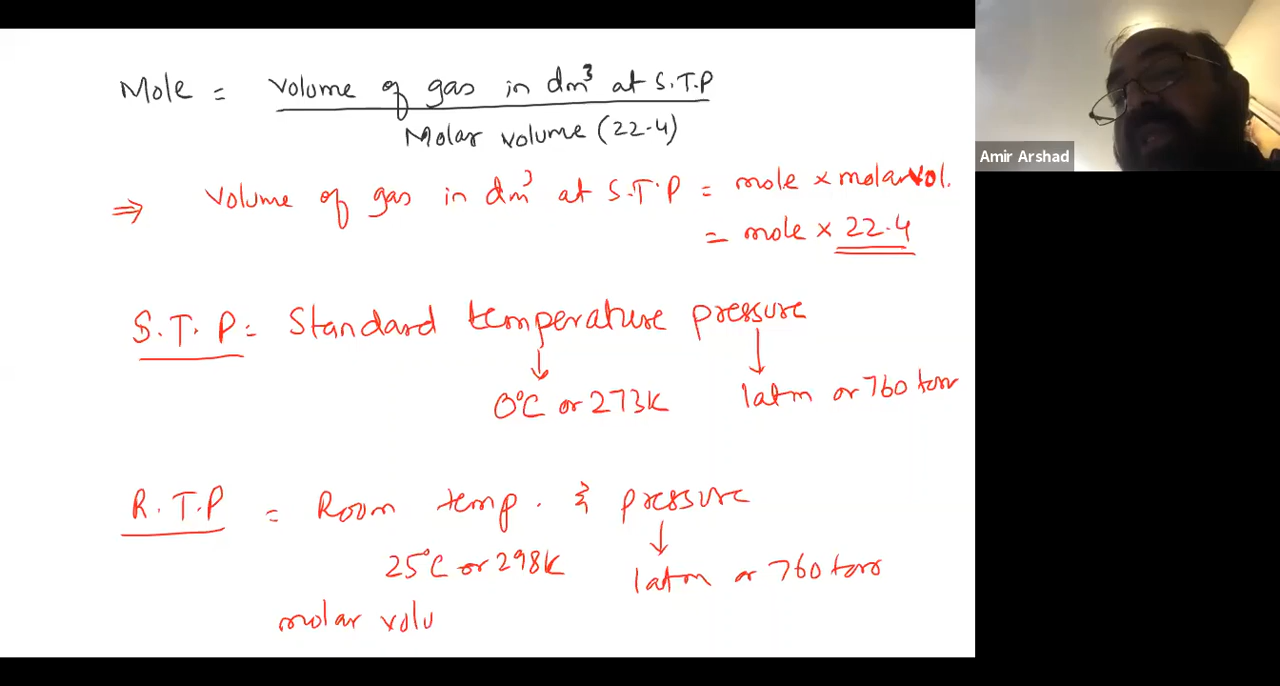 Mole = volume of gas in dm³ at S.T.P
Molar volume (22.4)
⇒ volume of gas in dm³ at S.T.P = mole × molar vol.
= mole × 22.4
S.T.P = Standard temperature pressure
↓ ↓
0°C or 273K 1atm or 760 torr
R.T.P = Room temp. & pressure
↓
25°C or 298K 1atm or 760 torr
molar volu
Amir Arshad